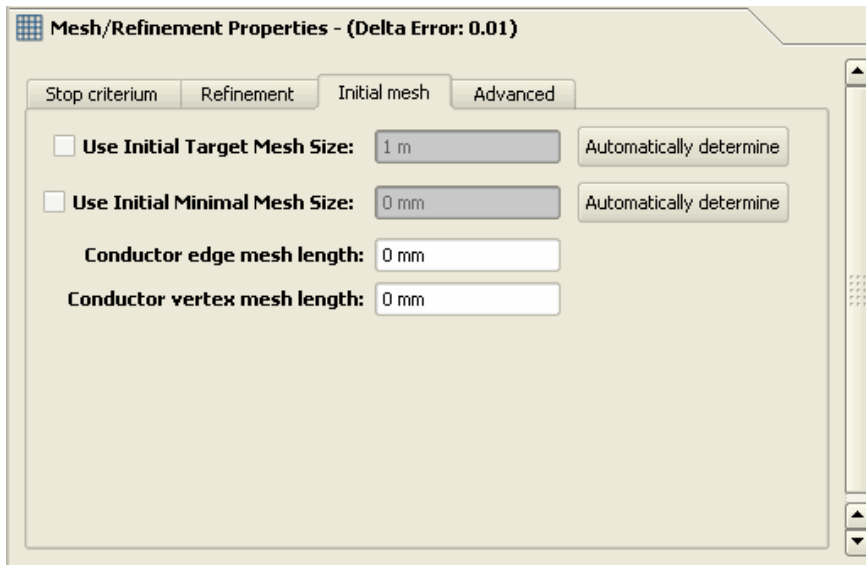 Mesh/Refinement Properties - (Delta Error: 0.01)
Stop criterium Refinement Initial mesh Advanced
Use Initial Target Mesh Size: 1 m Automatically determine
Use Initial Minimal Mesh Size: 0 mm Automatically determine
Conductor edge mesh length: 0 mm
Conductor vertex mesh length: 0 mm